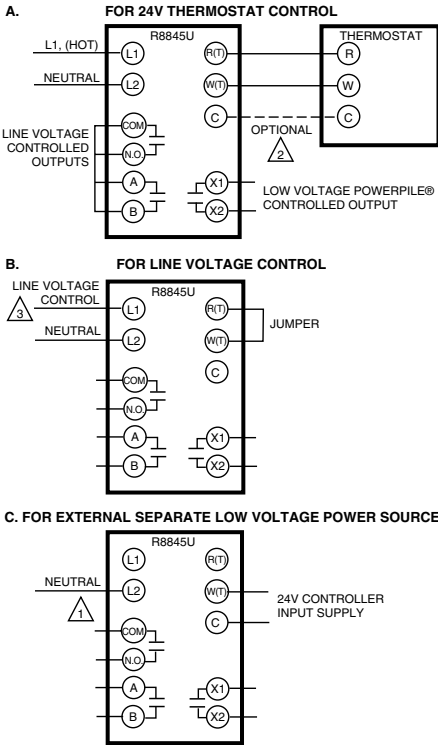 A. FOR 24V THERMOSTAT CONTROL
R8845U
THERMOSTAT
L1, (HOT)
L1
R(T)
R
NEUTRAL
L2
W(T)
W
C
C
OPTIONAL
2
LINE VOLTAGE
CONTROLLED
OUTPUTS
COM
N.O.
A
B
X1
X2
LOW VOLTAGE POWERPILE®
CONTROLLED OUTPUT
B. FOR LINE VOLTAGE CONTROL
R8845U
LINE VOLTAGE
CONTROL
3
L1
R(T)
JUMPER
NEUTRAL
L2
W(T)
C
COM
N.O.
A
B
X1
X2
C. FOR EXTERNAL SEPARATE LOW VOLTAGE POWER SOURCE
R8845U
L1
R(T)
NEUTRAL
1
L2
W(T)
C
24V CONTROLLER
INPUT SUPPLY
COM
N.O.
A
B
X1
X2